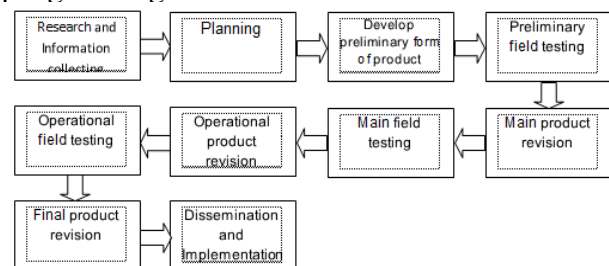 Research and
Information
collecting
Planning
Develop
preliminary form
of product
Preliminary
field testing
Operational
field testing
Operational
product
revision
Main field
testing
Main product
revision
Final product
revision
Dissemination
and
Implementation